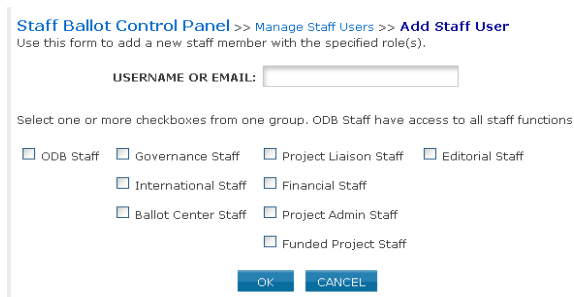 Staff Ballot Control Panel >> Manage Staff Users >> Add Staff User
Use this form to add a new staff member with the specified role(s).
USERNAME OR EMAIL:
Select one or more checkboxes from one group. ODB Staff have access to all staff functions
ODB Staff Governance Staff Project Liaison Staff Editorial Staff
International Staff Financial Staff
Ballot Center Staff Project Admin Staff
Funded Project Staff
OK CANCEL